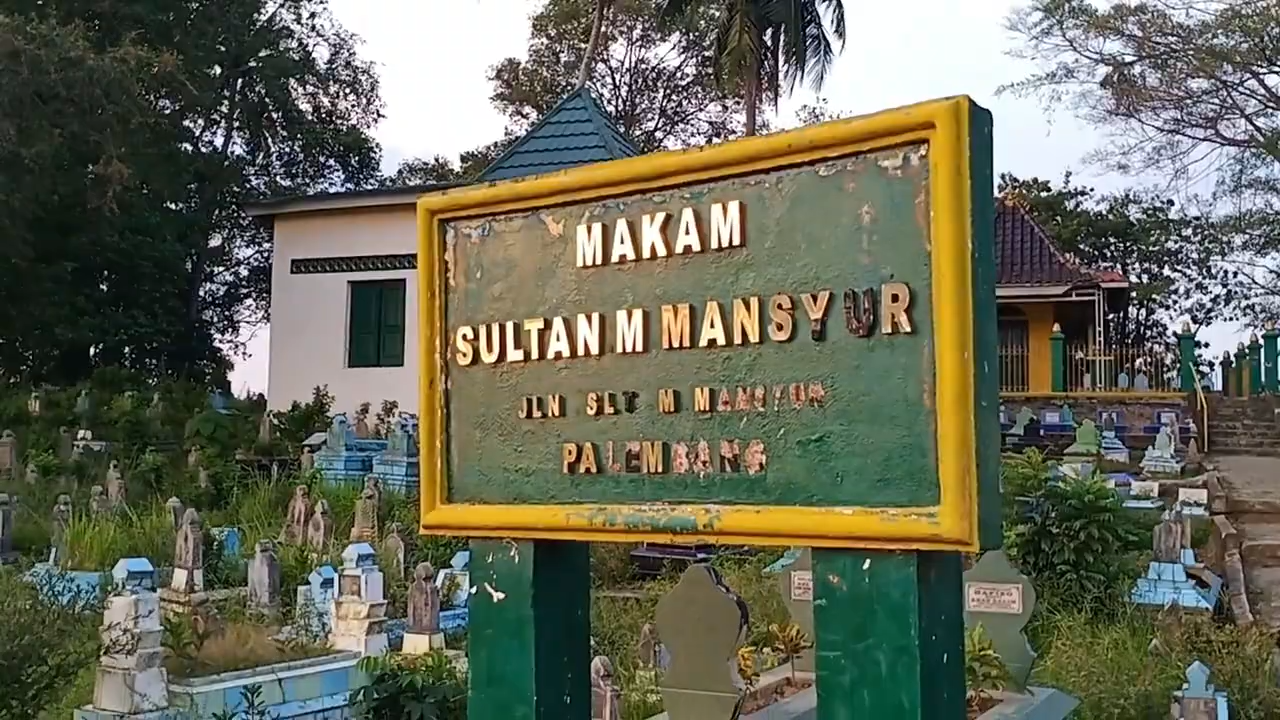 MAKAM
SULTAN M MANSYUR
JLN SLT M MANSYUR
PALEMBANG